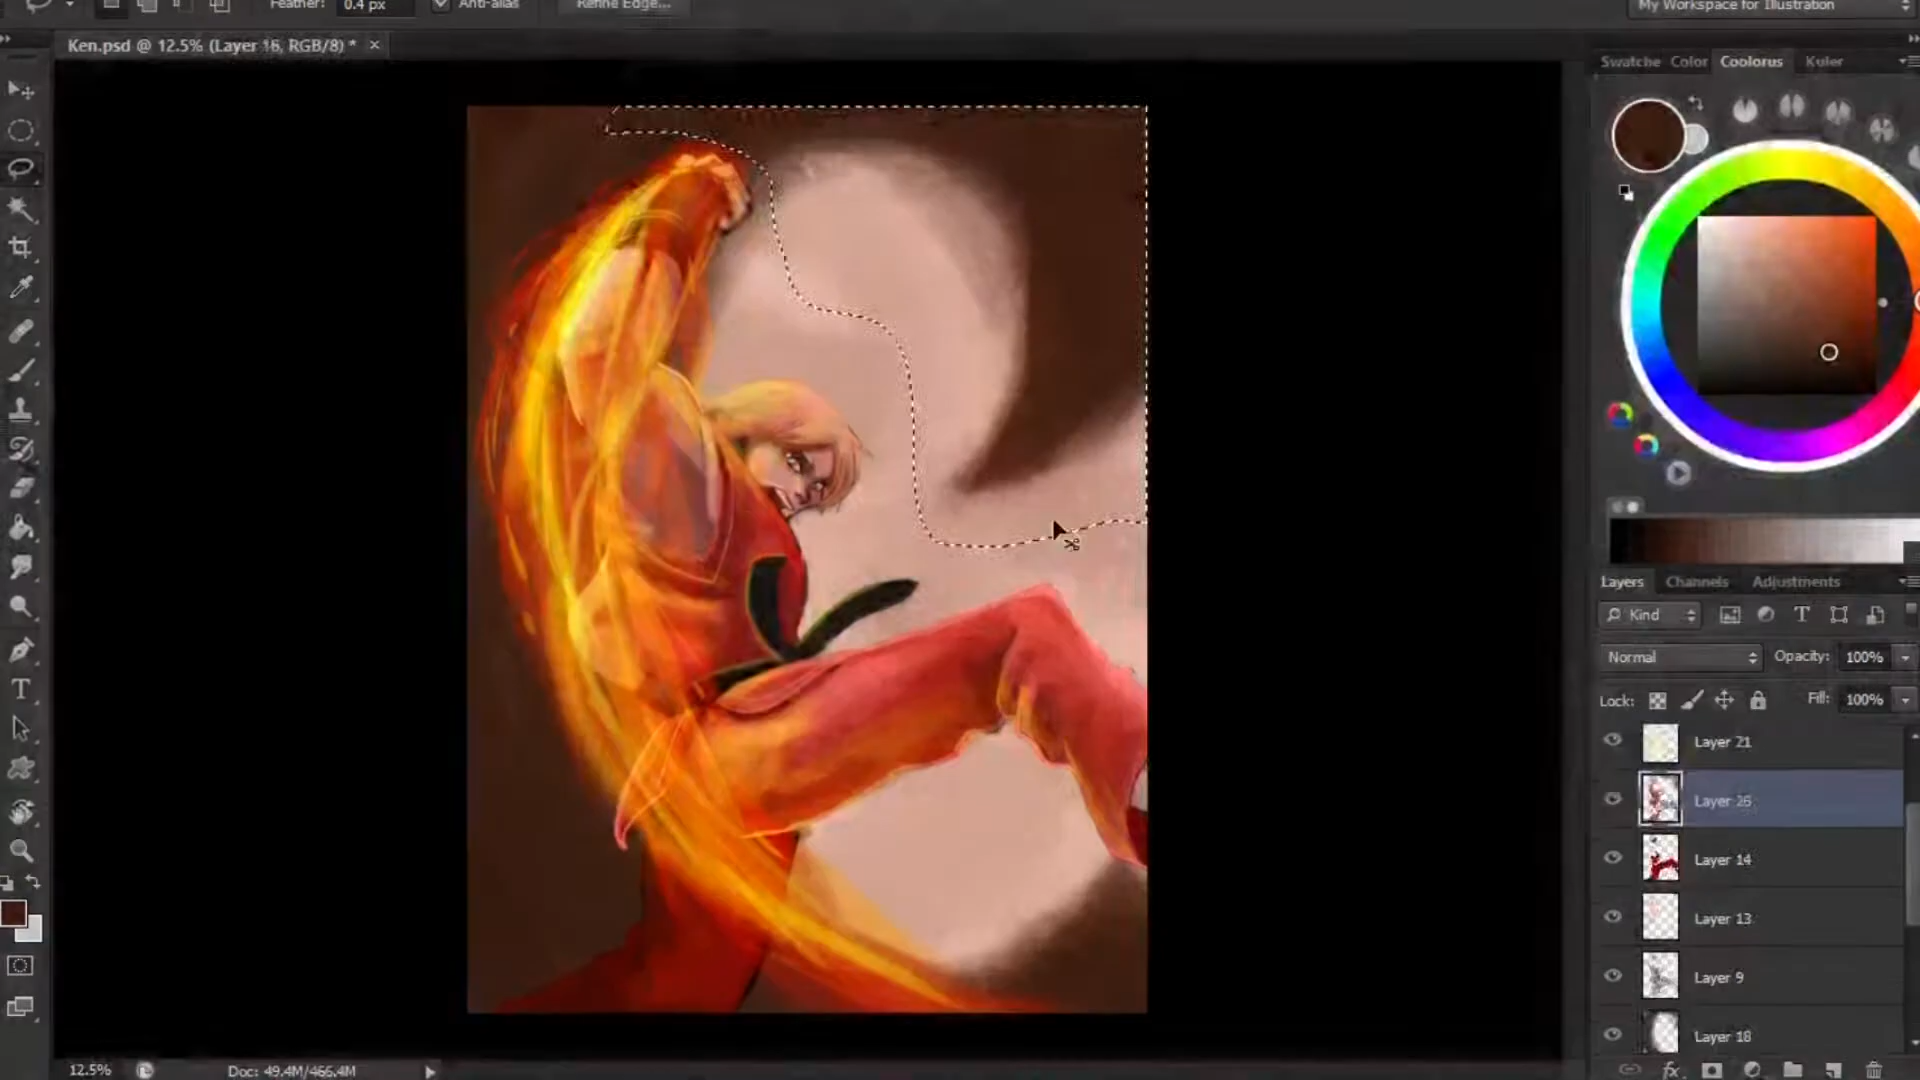 Feather: 0.4 px Anti-alias Refine Edge... My Workspace for Illustration
Ken.psd @ 12.5% (Layer 16, RGB/8) * ×
Swatche Color Coolorus Kuler
Layers Channels Adjustments
Kind
Normal Opacity: 100%
Lock: Fill: 100%
Layer 21
Layer 26
Layer 14
Layer 13
Layer 9
Layer 18
12.5% Doc: 49.4M/466.4M